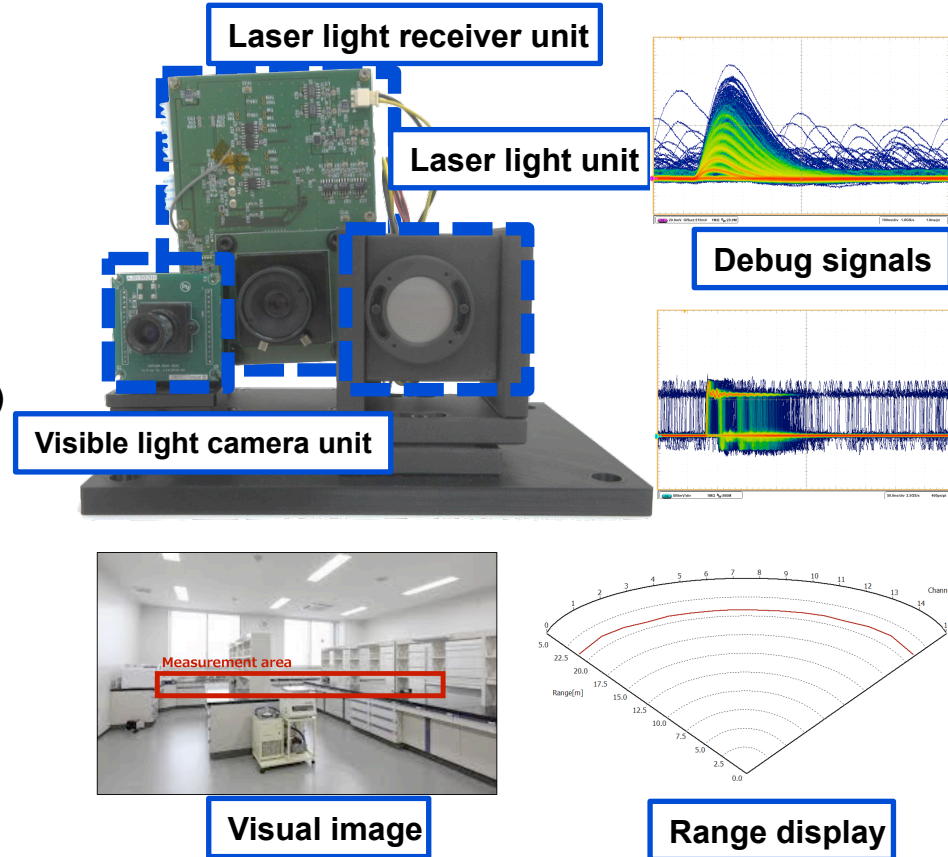 Laser light receiver unit
Laser light unit
Debug signals
Visible light camera unit
Measurement area
0 1 2 3 4 5 6 7 8 9 10 11 12 13 14 1
Chann
5.0
22.5
20.0
17.5
Range[m]
15.0
12.5
10.0
7.5
5.0
2.5
0.0
Visual image
Range display